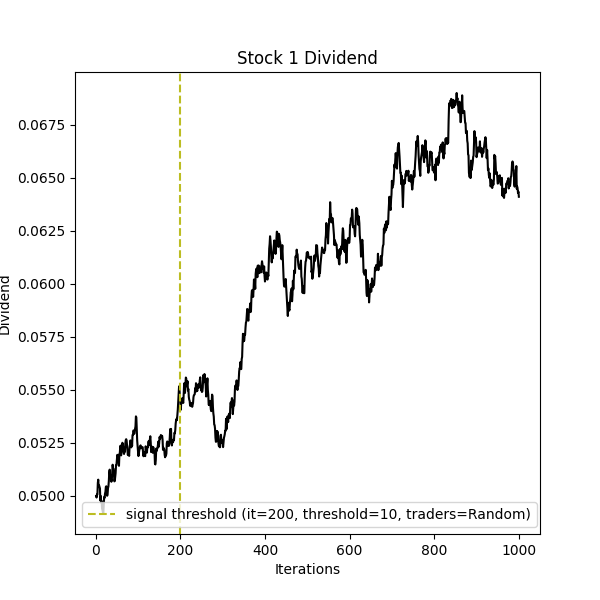 Stock 1 Dividend
0.0675
0.0650
0.0625
0.0600
0.0575
0.0550
0.0525
0.0500
Dividend
signal threshold (it=200, threshold=10, traders=Random)
0 200 400 600 800 1000
Iterations